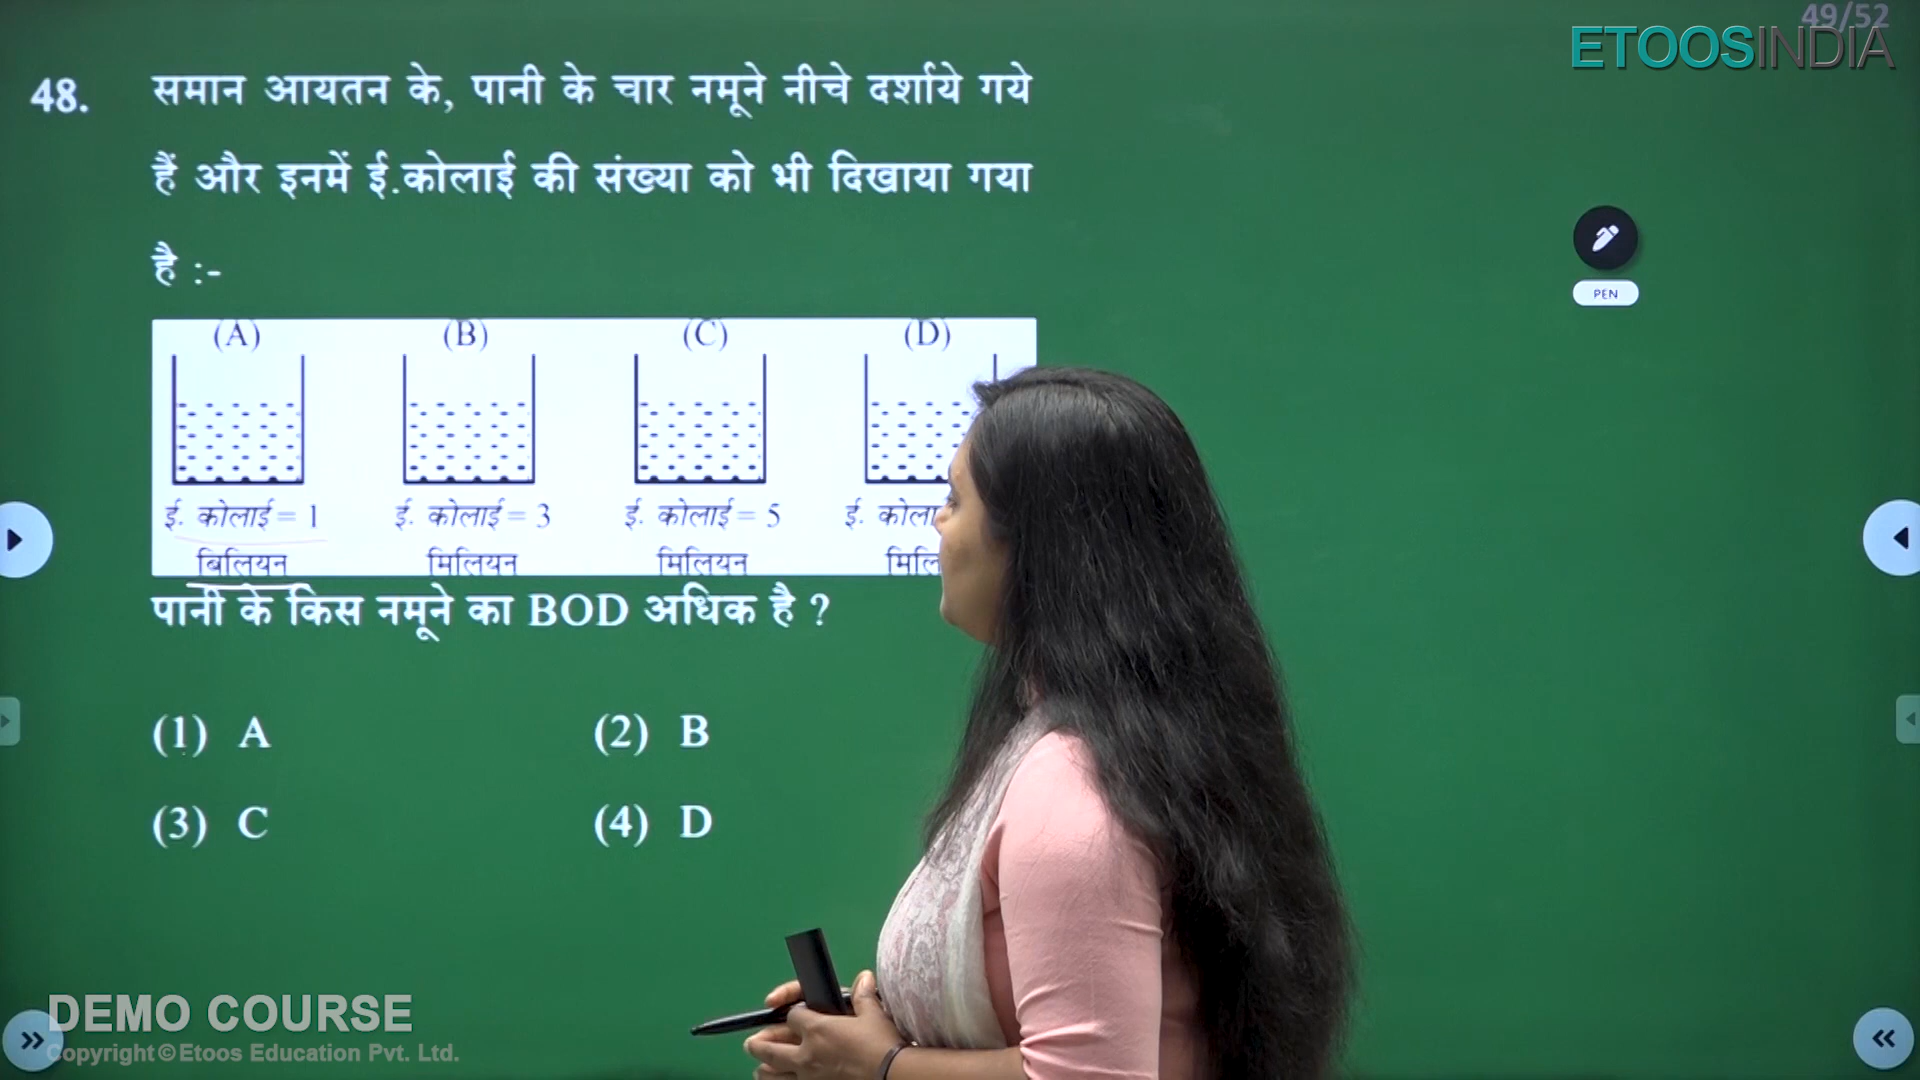 49/52
ETOOSINDIA
48. समान आयतन के, पानी के चार नमूने नीचे दर्शाये गये
हैं और इनमें ई.कोलाई की संख्या को भी दिखाया गया
है :-
PEN
(A) (B) (C) (D)
ई. कोलाई = 1 ई. कोलाई = 3 ई. कोलाई = 5 ई.
बिलियन मिलियन मिलियन
पानी के किस नमूने का BOD अधिक है ?
(1) A (2) B
(3) C (4) D
DEMO COURSE
Copyright © Etoos Education Pvt. Ltd.